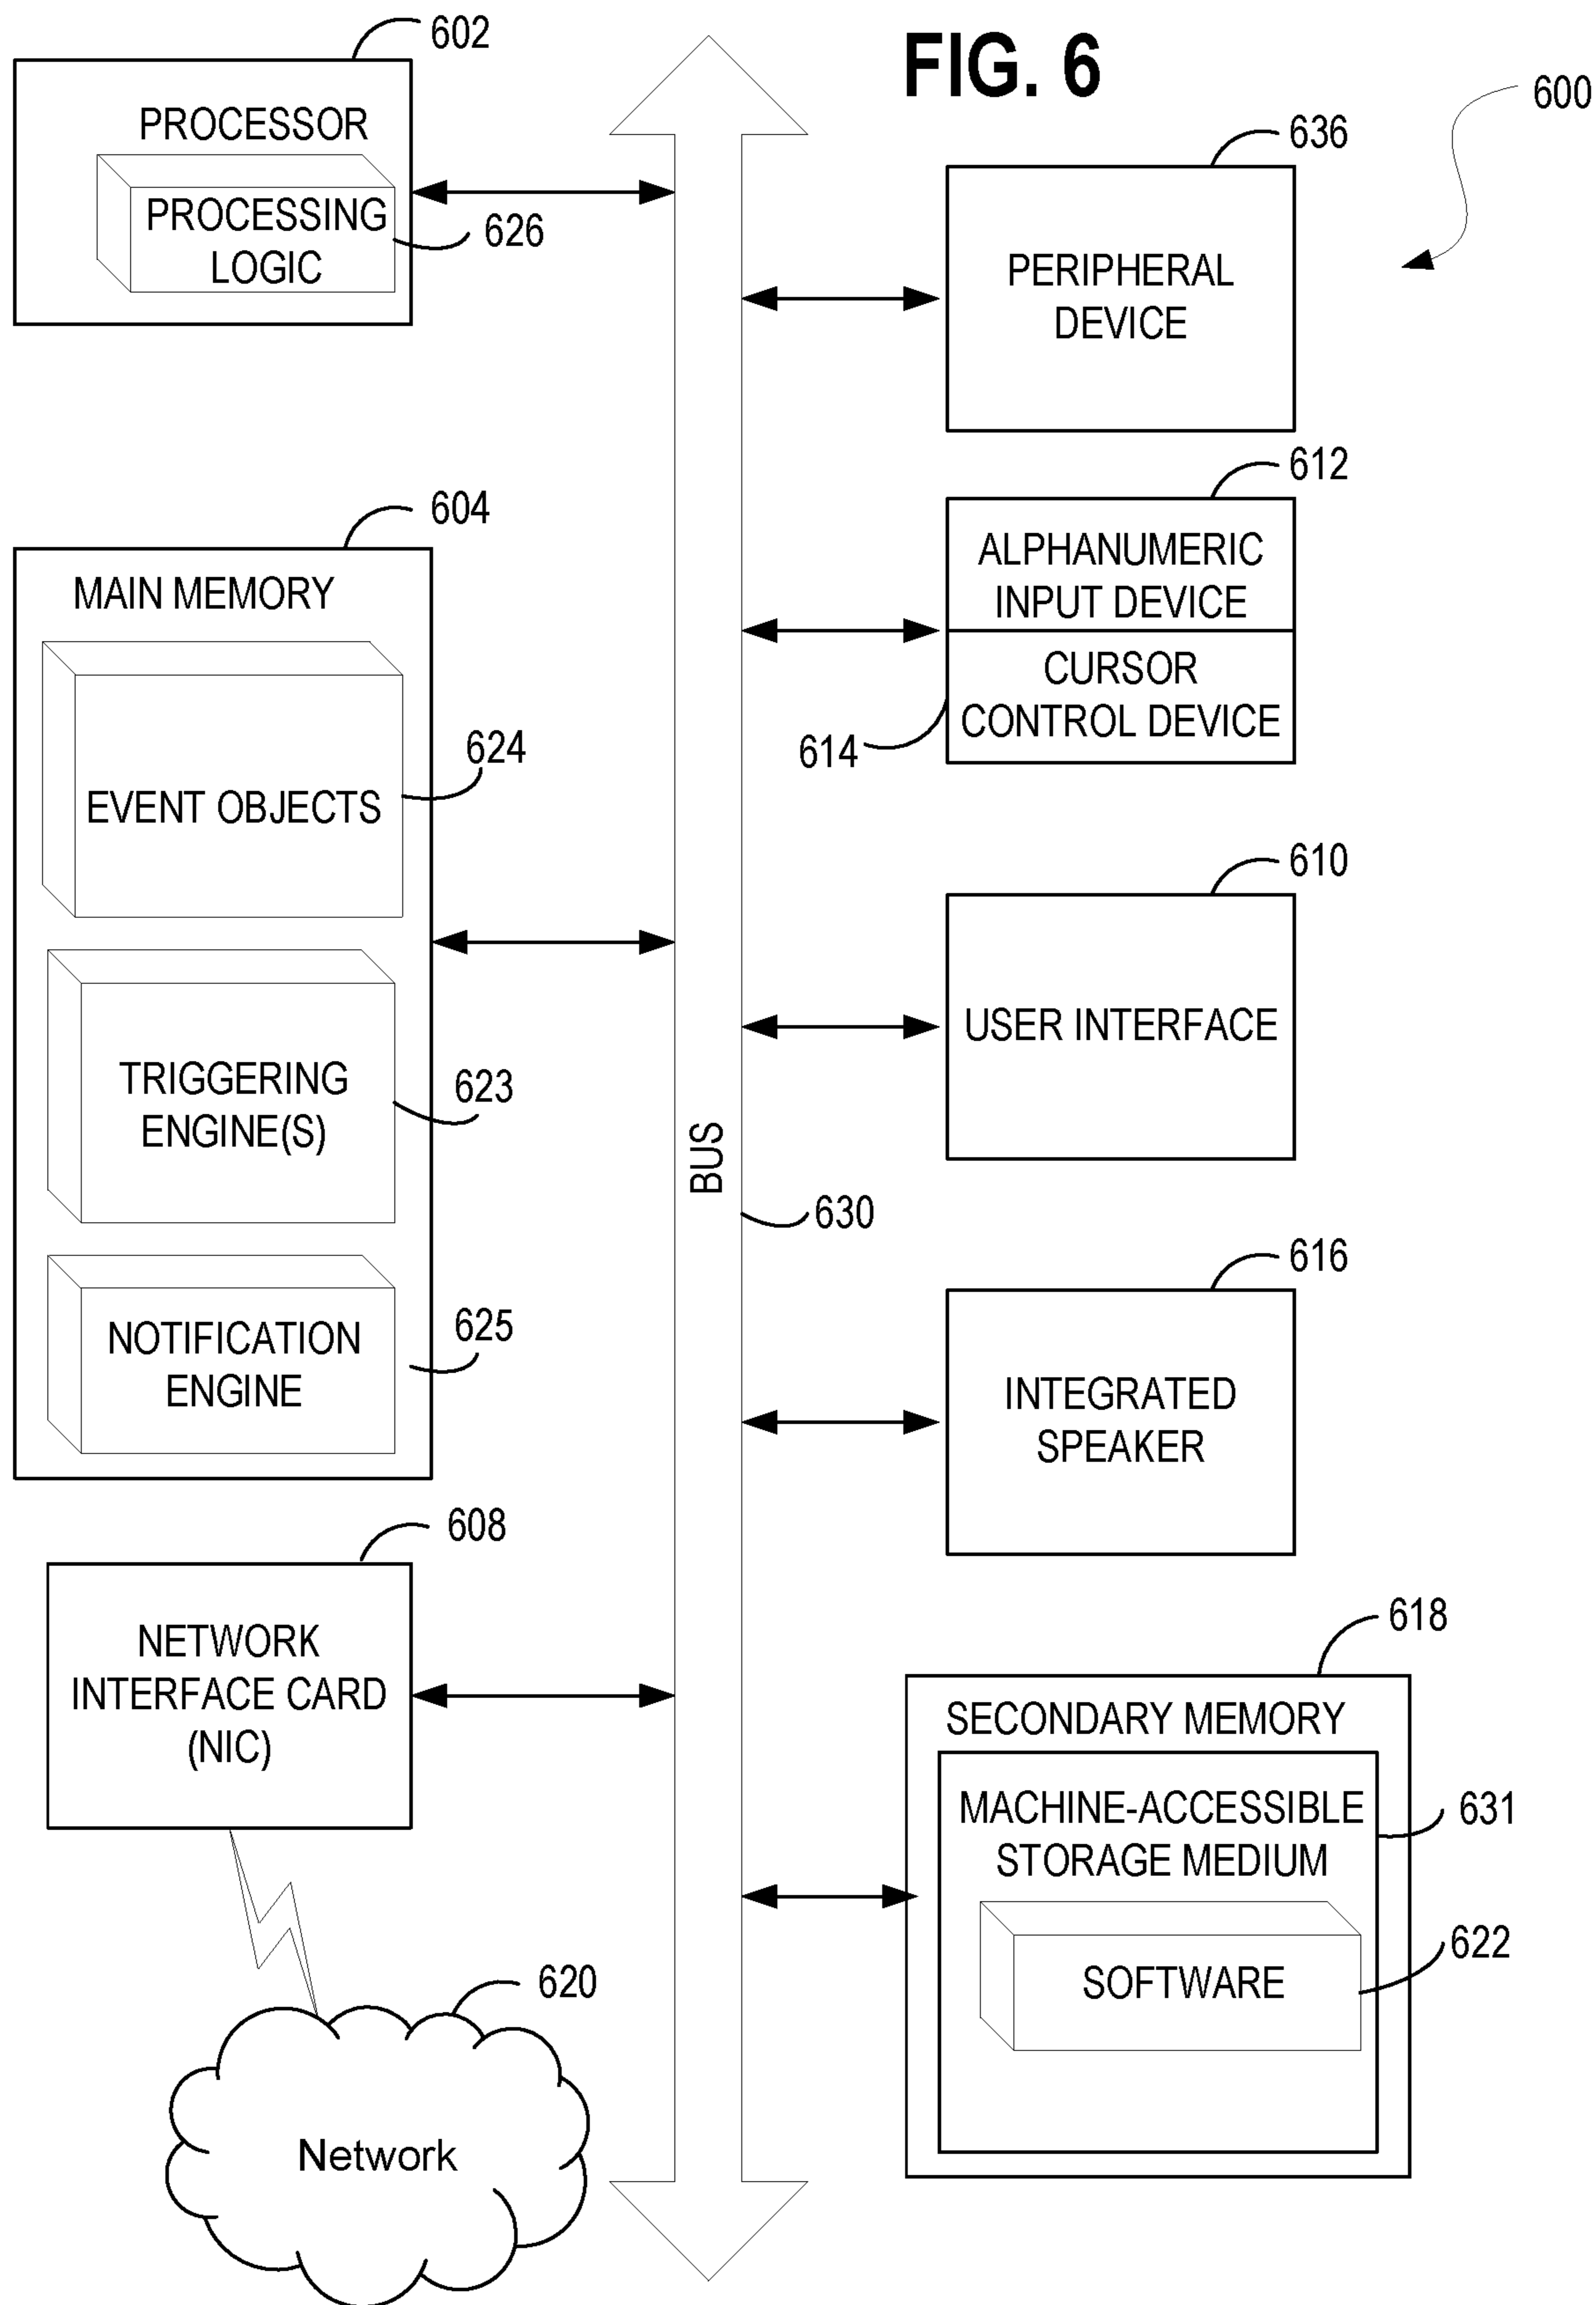 FIG. 6
600
602
PROCESSOR
PROCESSING
LOGIC
626
604
MAIN MEMORY
EVENT OBJECTS
624
TRIGGERING
ENGINE(S)
623
NOTIFICATION
ENGINE
625
608
NETWORK
INTERFACE CARD
(NIC)
620
Network
BUS
630
636
PERIPHERAL
DEVICE
612
ALPHANUMERIC
INPUT DEVICE
CURSOR
CONTROL DEVICE
614
610
USER INTERFACE
616
INTEGRATED
SPEAKER
618
SECONDARY MEMORY
MACHINE-ACCESSIBLE
STORAGE MEDIUM
631
SOFTWARE
622